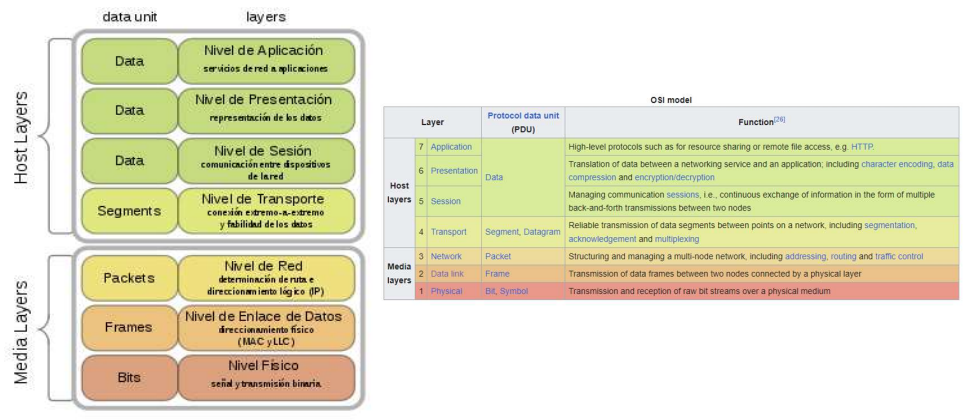 data unit layers
Host Layers
Data
Nivel de Aplicación
servicios de red a aplicaciones
Data
Nivel de Presentación
representación de los datos
Data
Nivel de Sesión
comunicación entre dispositivos
de la red
Segments
Nivel de Transporte
conexión extremo-a-extremo
y fiabilidad de los datos
Media Layers
Packets
Nivel de Red
determinación de ruta e
direccionamiento lógico (IP)
Frames
Nivel de Enlace de Datos
direccionamiento físico
(MAC y LLC)
Bits
Nivel Físico
señal y transmisión binaria
OSI model
Layer Protocol data unit (PDU) Function[26]
Host layers
7 Application Data High-level protocols such as for resource sharing or remote file access, e.g. HTTP.
6 Presentation Translation of data between a networking service and an application; including character encoding, data
compression and encryption/decryption
5 Session Managing communication sessions, i.e., continuous exchange of information in the form of multiple
back-and-forth transmissions between two nodes
4 Transport Segment, Datagram Reliable transmission of data segments between points on a network, including segmentation,
acknowledgement and multiplexing
Media layers
3 Network Packet Structuring and managing a multi-node network, including addressing, routing and traffic control
2 Data link Frame Transmission of data frames between two nodes connected by a physical layer
1 Physical Bit, Symbol Transmission and reception of raw bit streams over a physical medium